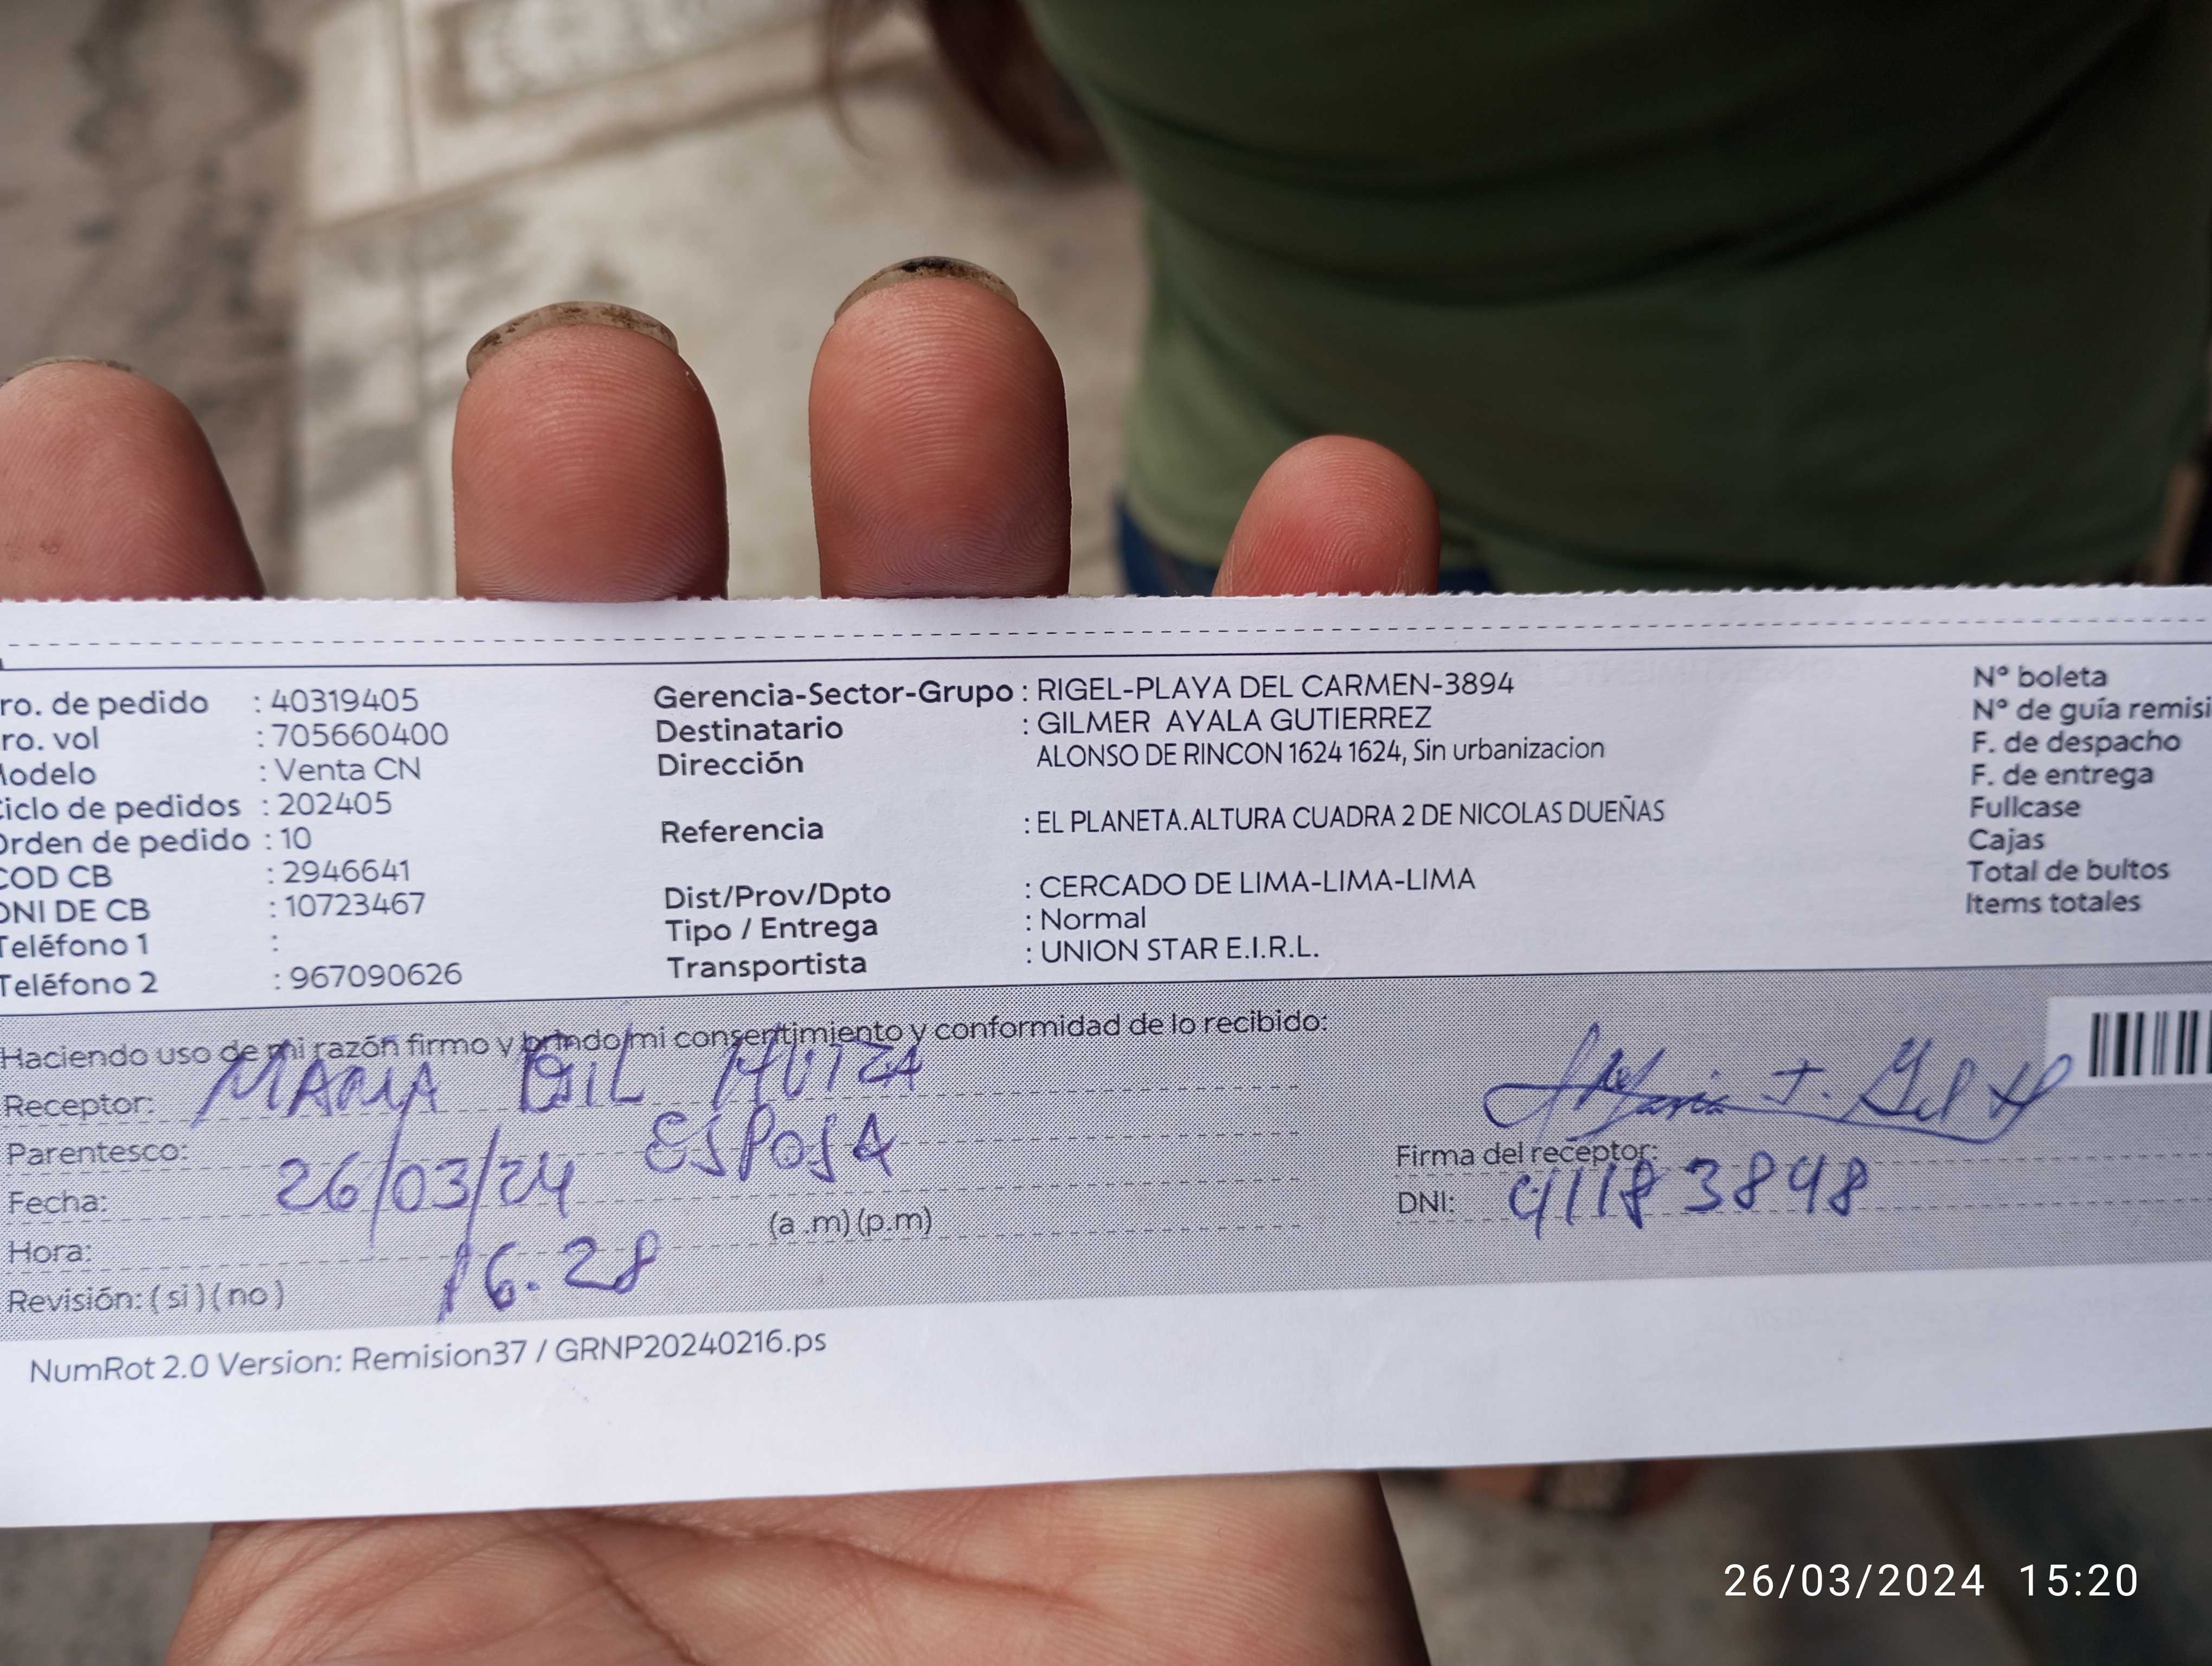 ro. de pedido : 40319405
ro. vol : 705660400
odelo : Venta CN
iclo de pedidos : 202405
Orden de pedido : 10
COD CB : 2946641
DNI DE CB : 10723467
Teléfono 1 :
Teléfono 2 : 967090626
Gerencia-Sector-Grupo : RIGEL-PLAYA DEL CARMEN-3894
Destinatario : GILMER AYALA GUTIERREZ
Dirección ALONSO DE RINCON 1624 1624, Sin urbanizacion
Referencia : EL PLANETA.ALTURA CUADRA 2 DE NICOLAS DUEÑAS
Dist/Prov/Dpto : CERCADO DE LIMA-LIMA-LIMA
Tipo / Entrega : Normal
Transportista : UNION STAR E.I.R.L.
N° boleta
N° de guía remisi
F. de despacho
F. de entrega
Fullcase
Cajas
Total de bultos
Items totales
Haciendo uso de mi razón firmo y brindo mi consentimiento y conformidad de lo recibido:
Receptor: MARIA GIL HUIZA
Parentesco: ESPOSA
Fecha: 26/03/24
Hora: 16.28 (a .m) (p.m)
Revisión: ( si ) ( no )
Maria J. Gil H
Firma del receptor:
DNI: 41183848
NumRot 2.0 Version: Remision37 / GRNP20240216.ps
26/03/2024 15:20